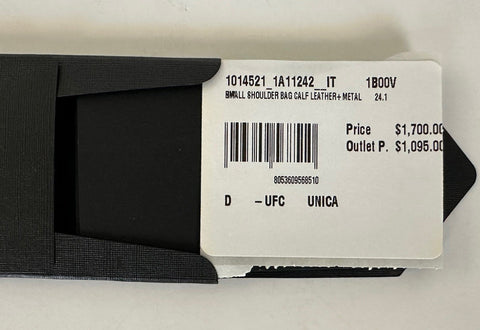 1014521_1A11242__IT 1B00V
SMALL SHOULDER BAG CALF LEATHER+METAL 24.1
Price $1,700.00
Outlet P. $1,095.00
8053609568510
D -UFC UNICA